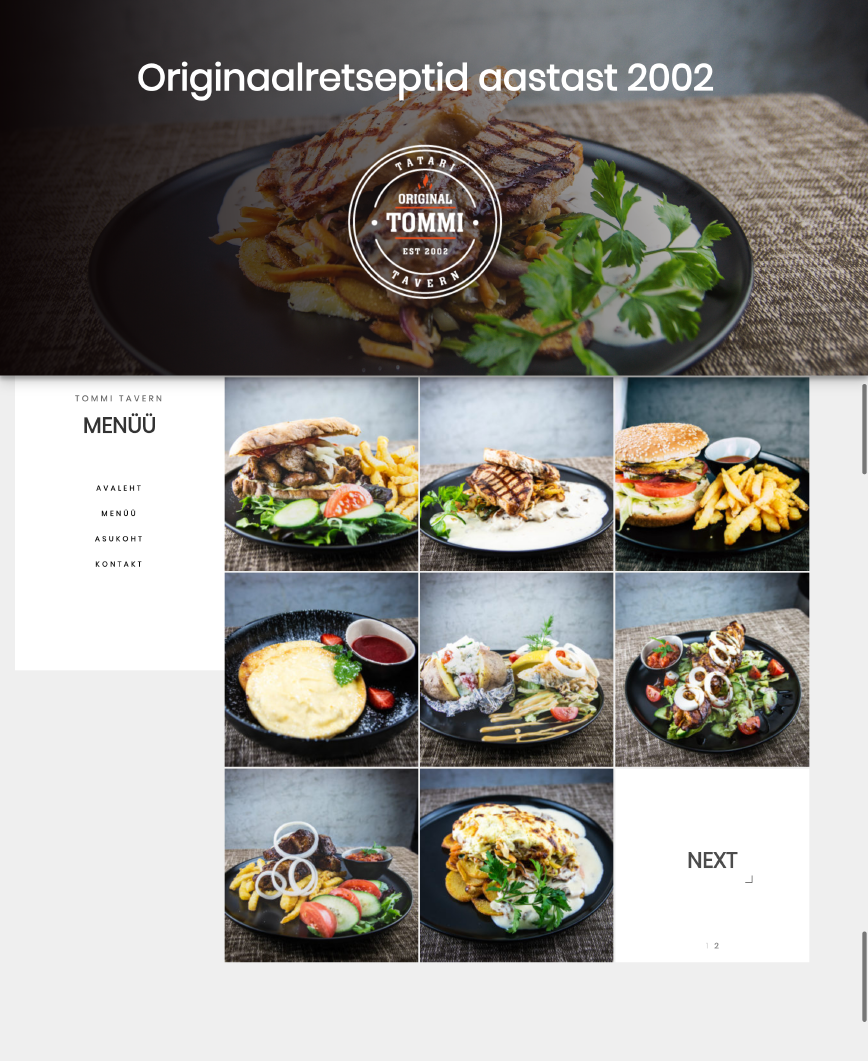 Originaalretseptid aastast 2002
TATARI
ORIGINAL
TOMMI
EST 2002
TAVERN
TOMMI TAVERN
MENÜÜ
AVALEHT
MENÜÜ
ASUKOHT
KONTAKT
NEXT
1 2